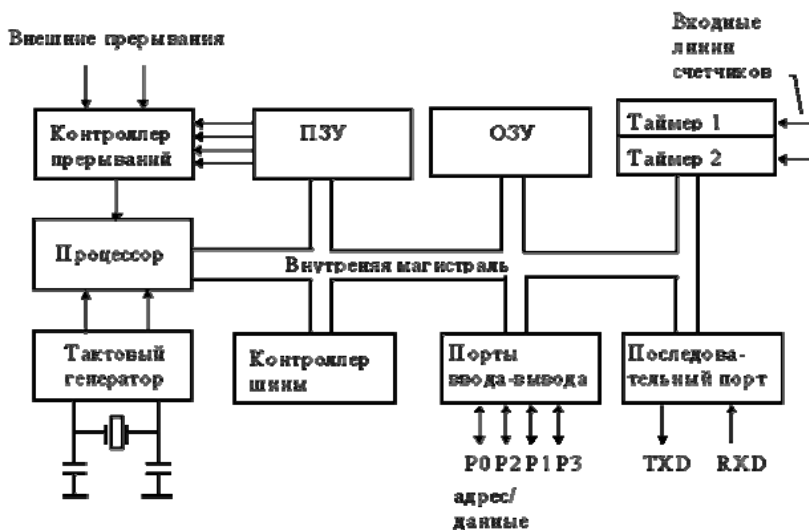 Внешние прерывания
Входные
линии
счетчиков
Контроллер
прерываний
ПЗУ
ОЗУ
Таймер 1
Таймер 2
Процессор
Внутреняя магистраль
Тактовый
генератор
Контроллер
шины
Порты
ввода-вывода
Последова-
тельный порт
P0 P2 P1 P3
TXD
RXD
адрес/
данные